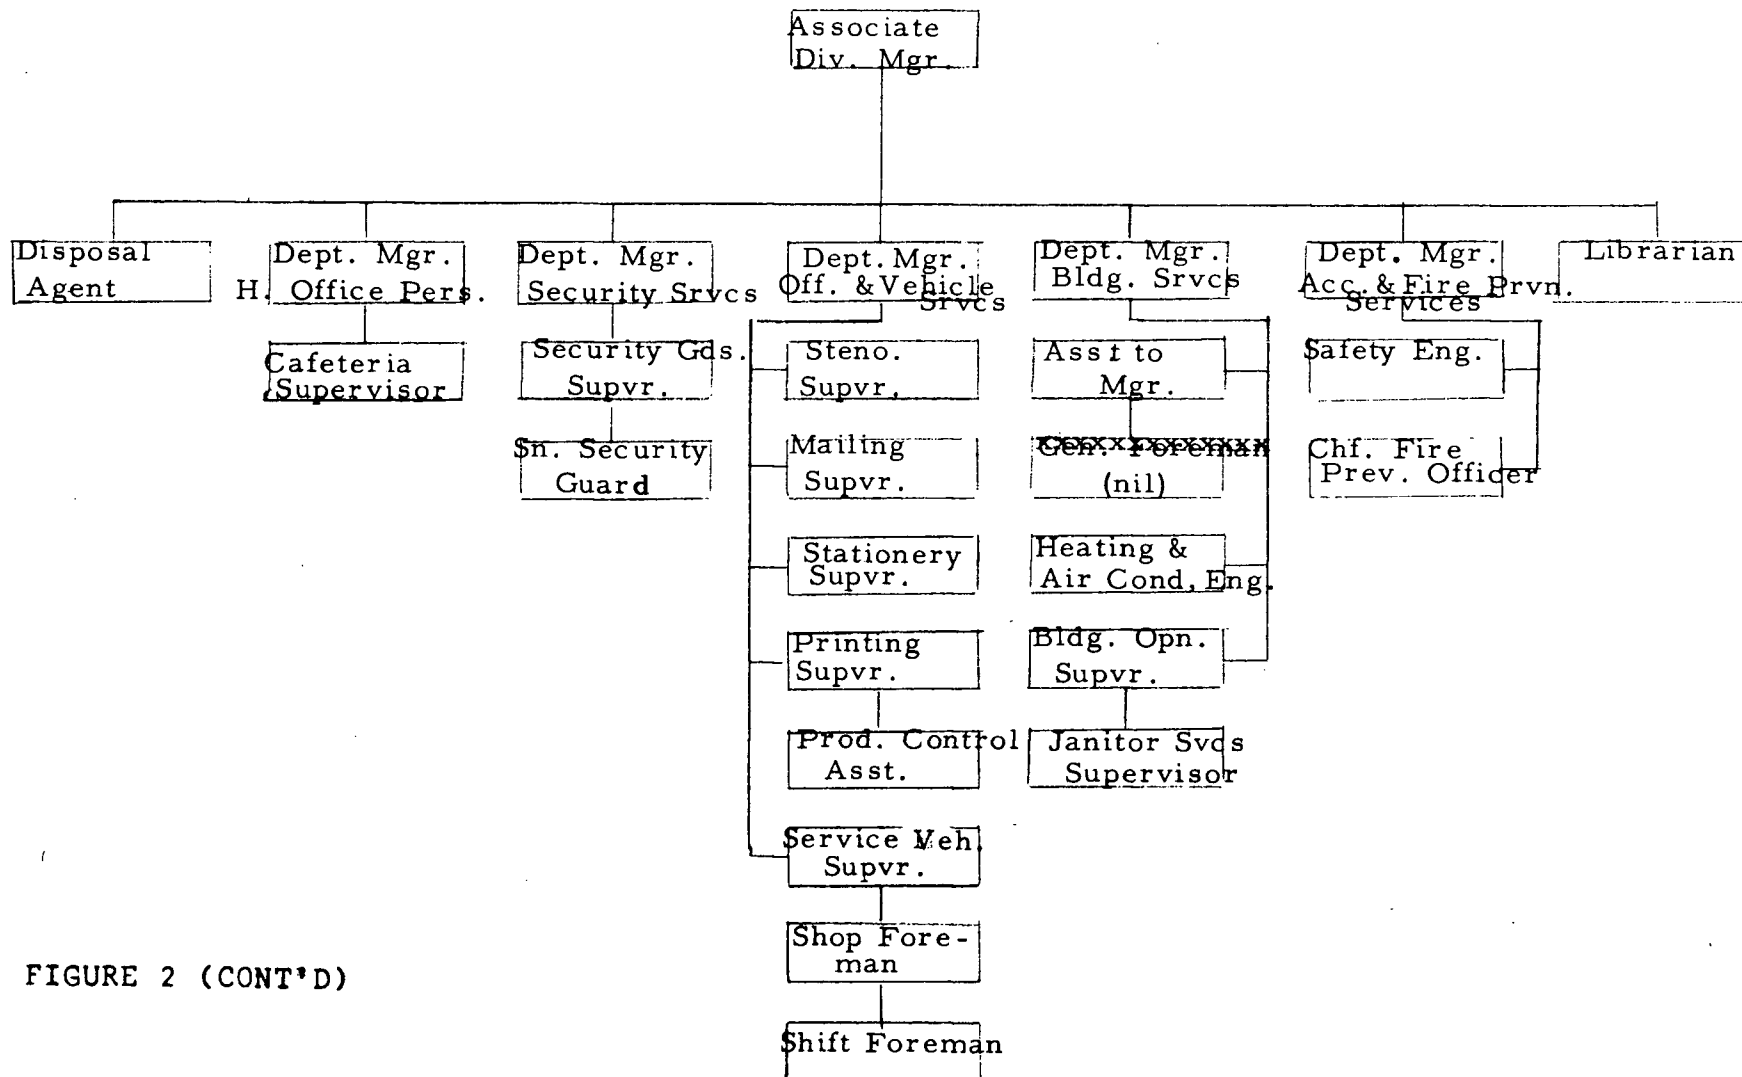 Associate
Div. Mgr.
Disposal
Agent
Dept. Mgr.
H. Office Pers.
Dept. Mgr.
Security Srvcs
Dept. Mgr.
Off. & Vehicle
Srvcs
Dept. Mgr.
Bldg. Srvcs
Dept. Mgr.
Acc. & Fire Prvn.
Services
Librarian
Cafeteria
Supervisor
Security Gds.
Supvr.
Sn. Security
Guard
Steno.
Supvr.
Mailing
Supvr.
Stationery
Supvr.
Printing
Supvr.
Prod. Control
Asst.
Service Veh.
Supvr.
Shop Fore-
man
Shift Foreman
Asst to
Mgr.
Gen. Foreman
(nil)
Heating &
Air Cond, Eng.
Bldg. Opn.
Supvr.
Janitor Svcs
Supervisor
Safety Eng.
Chf. Fire
Prev. Officer
FIGURE 2 (CONT'D)